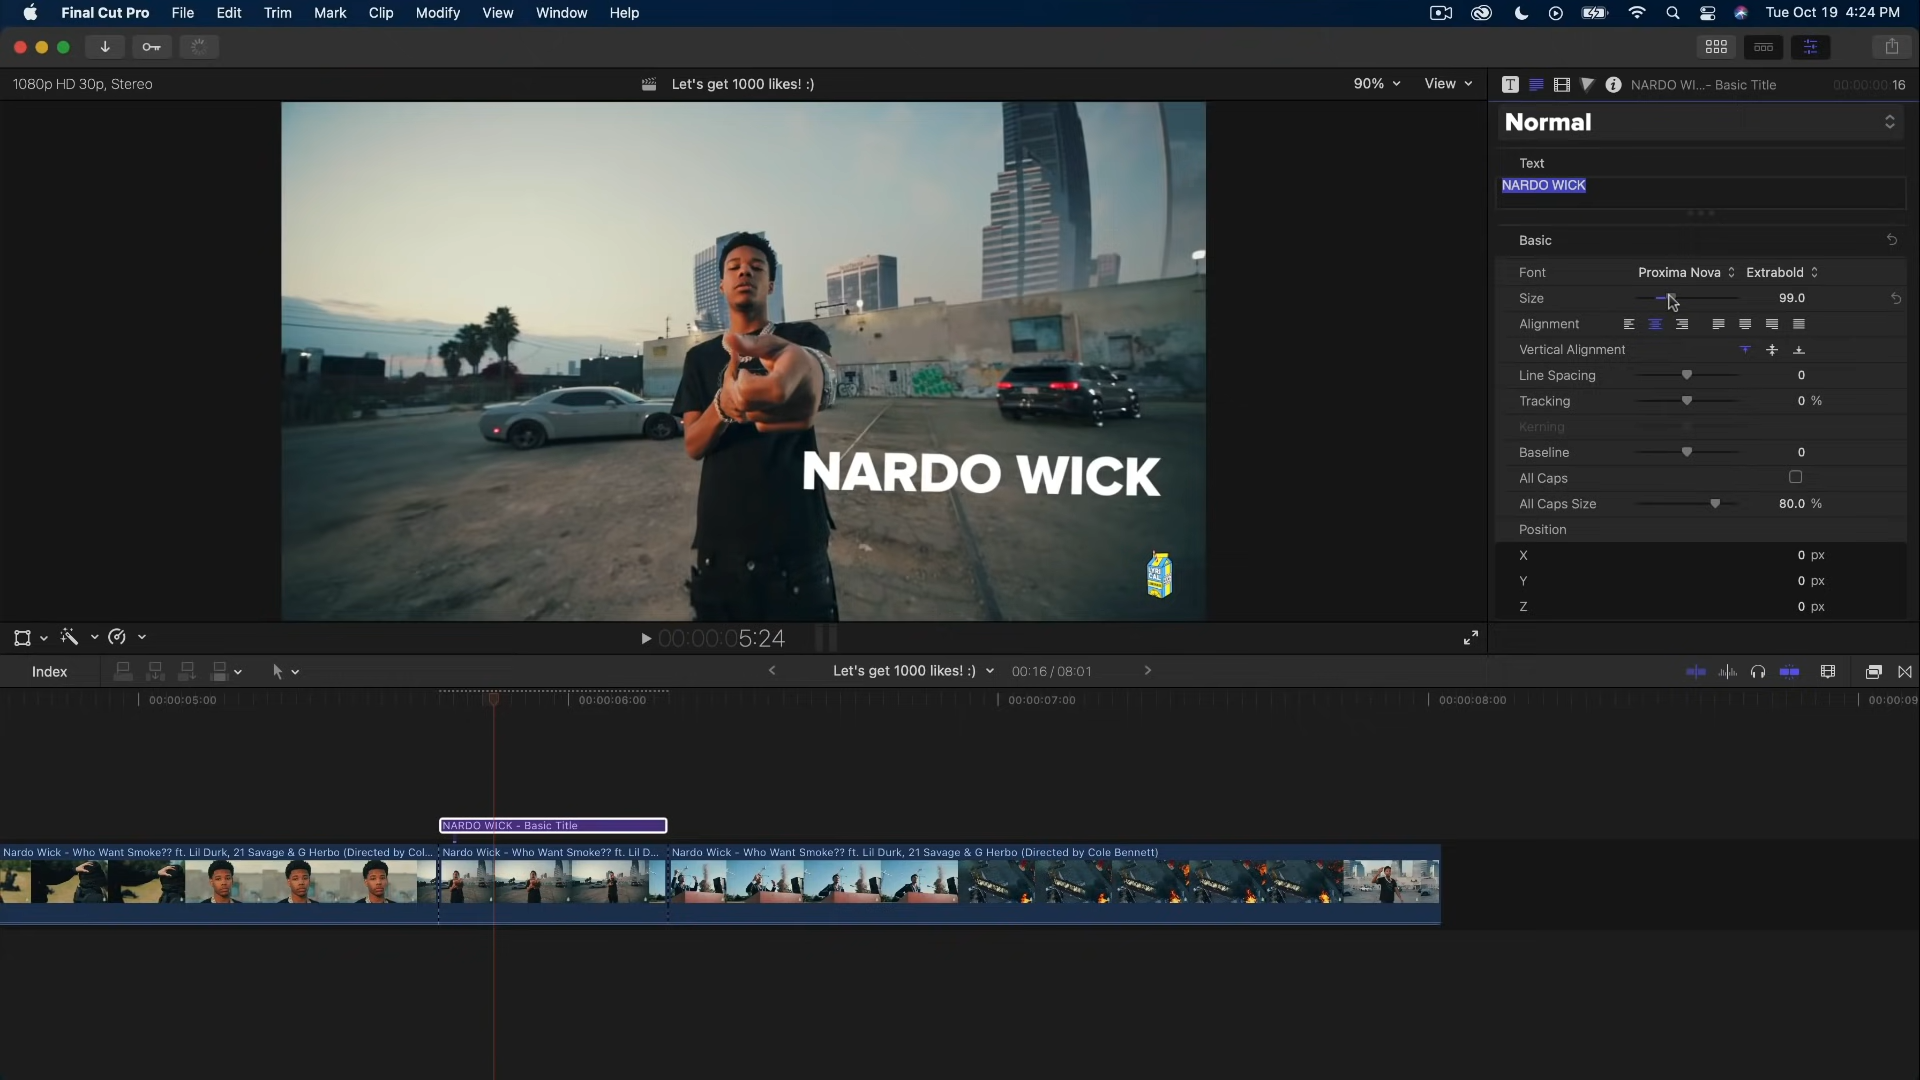 Final Cut Pro File Edit Trim Mark Clip Modify View Window Help Tue Oct 19 4:24 PM
1080p HD 30p, Stereo
Let's get 1000 likes! :)
90% View
T i NARDO WI...- Basic Title 00:00:00:16
NARDO WICK
LYRICAL
Normal
Text
NARDO WICK
Basic
Font Proxima Nova Extrabold
Size 99.0
Alignment
Vertical Alignment
Line Spacing 0
Tracking 0 %
Kerning
Baseline 0
All Caps
All Caps Size 80.0 %
Position
X 0 px
Y 0 px
Z 0 px
00:00:05:24
Index Let's get 1000 likes! :) 00:16 / 08:01
00:00:05:00 00:00:06:00 00:00:07:00 00:00:08:00 00:00:09
NARDO WICK - Basic Title
Nardo Wick - Who Want Smoke?? ft. Lil Durk, 21 Savage & G Herbo (Directed by Col... Nardo Wick - Who Want Smoke?? ft. Lil D... Nardo Wick - Who Want Smoke?? ft. Lil Durk, 21 Savage & G Herbo (Directed by Cole Bennett)